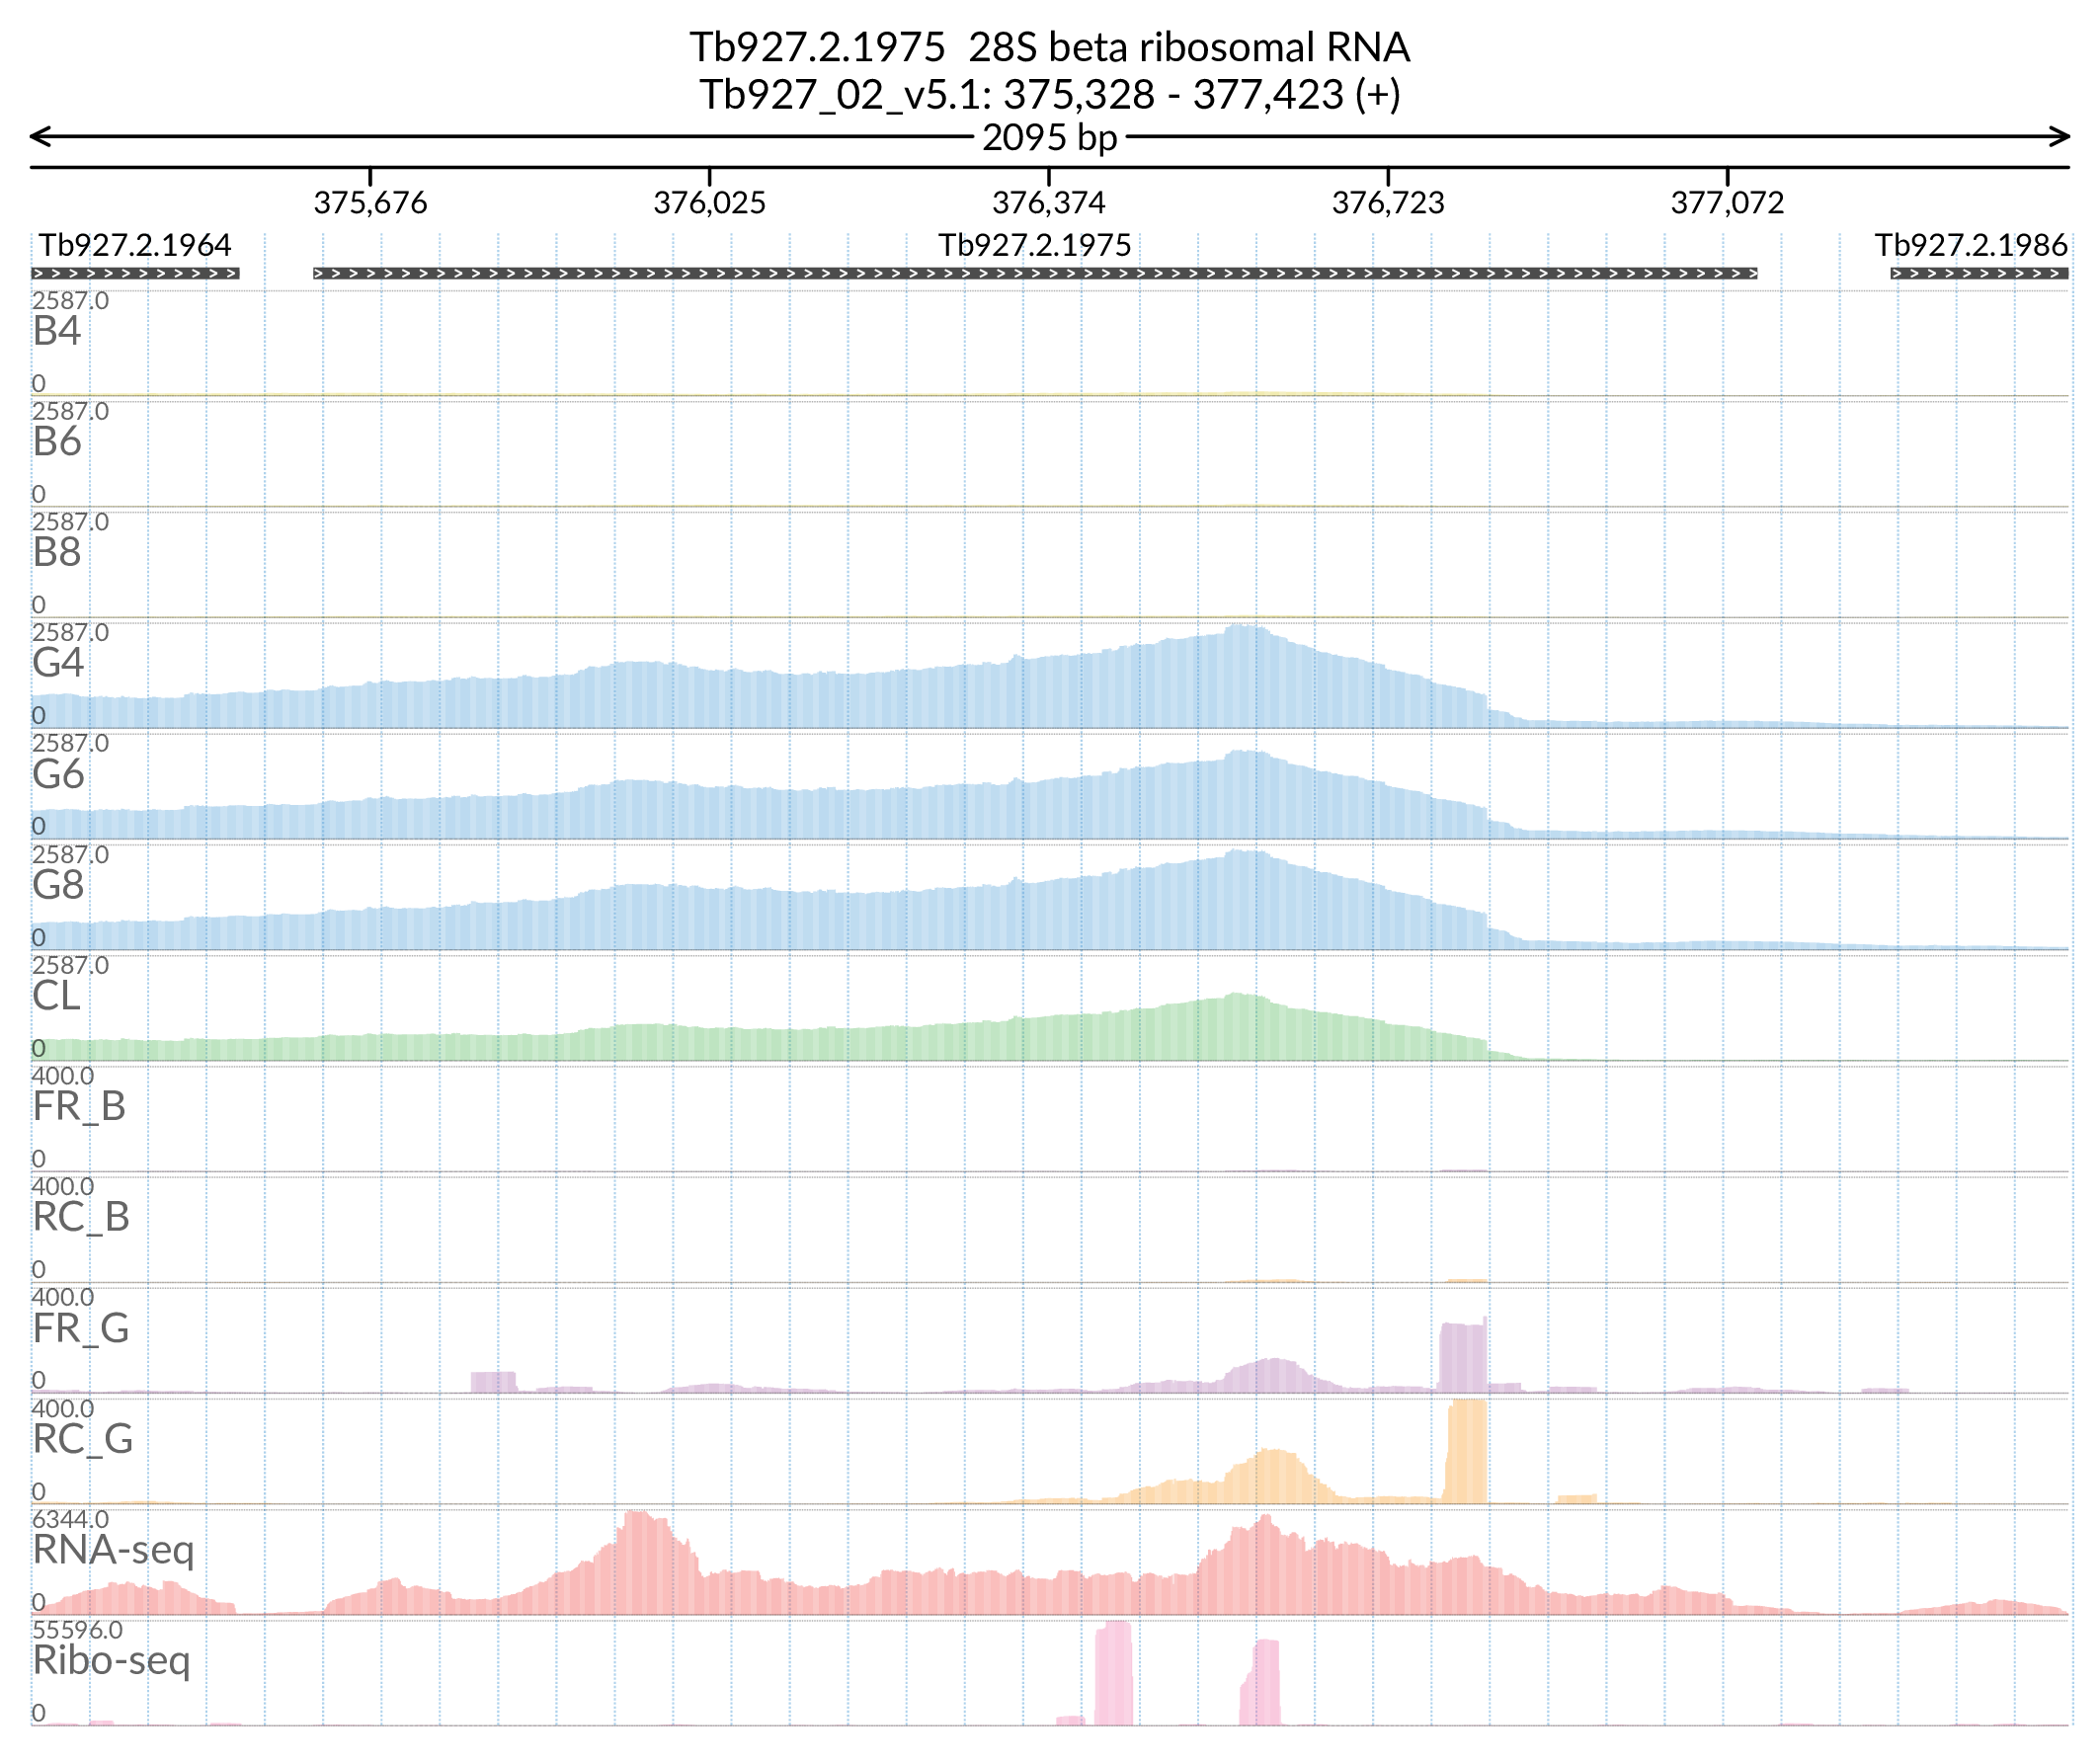 Tb927.2.1975 28S beta ribosomal RNA
Tb927_02_v5.1: 375,328 - 377,423 (+)
2095 bp
375,676 376,025 376,374 376,723 377,072
Tb927.2.1964 Tb927.2.1975 Tb927.2.1986
2587.0
B4
0
2587.0
B6
0
2587.0
B8
0
2587.0
G4
0
2587.0
G6
0
2587.0
G8
0
2587.0
CL
0
400.0
FR_B
0
400.0
RC_B
0
400.0
FR_G
0
400.0
RC_G
0
6344.0
RNA-seq
0
55596.0
Ribo-seq
0